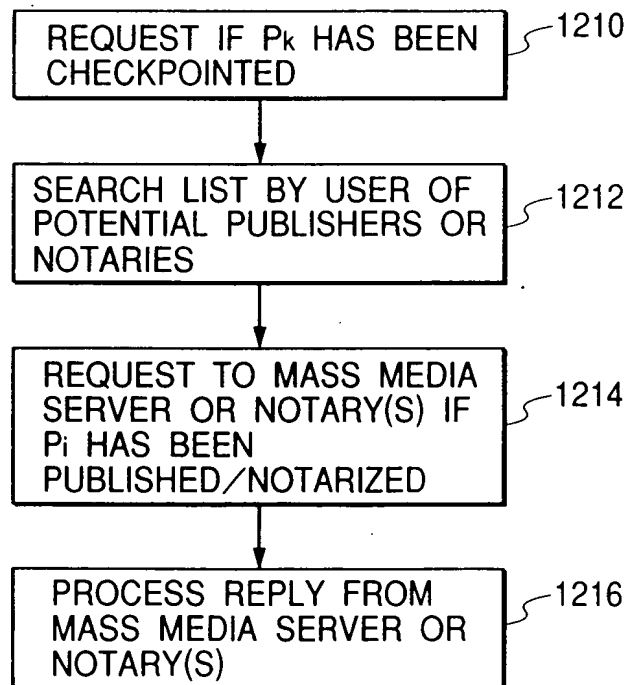 REQUEST IF Pk HAS BEEN
CHECKPOINTED
1210
SEARCH LIST BY USER OF
POTENTIAL PUBLISHERS OR
NOTARIES
1212
REQUEST TO MASS MEDIA
SERVER OR NOTARY(S) IF
Pi HAS BEEN
PUBLISHED/NOTARIZED
1214
PROCESS REPLY FROM
MASS MEDIA SERVER OR
NOTARY(S)
1216